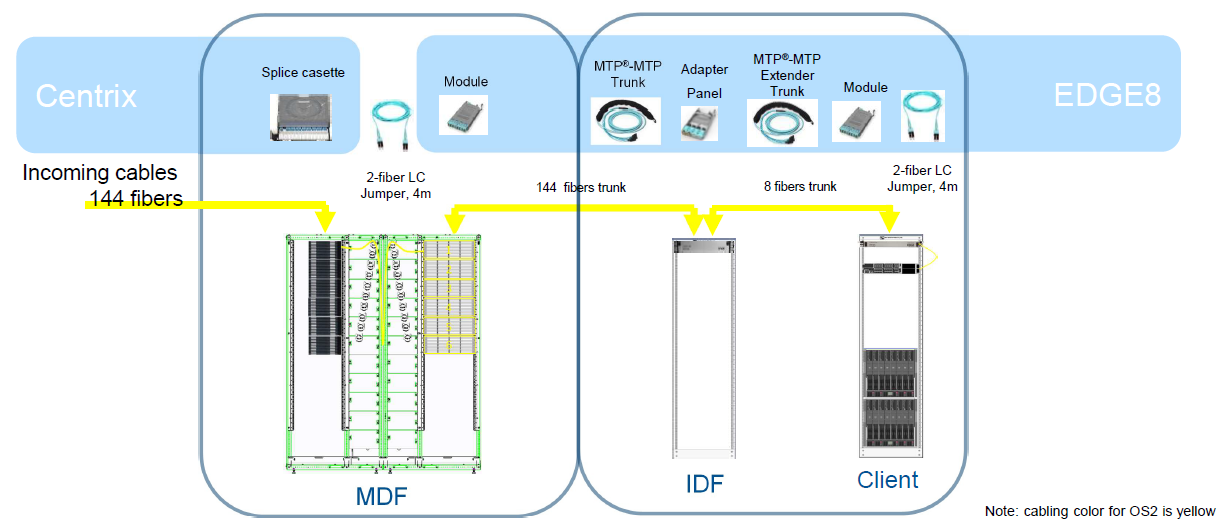 Centrix
Splice casette
Module
MTP®-MTP
Trunk
Adapter
Panel
MTP®-MTP
Extender
Trunk
Module
EDGE8
Incoming cables
144 fibers
2-fiber LC
Jumper, 4m
144 fibers trunk
8 fibers trunk
2-fiber LC
Jumper, 4m
MDF
IDF
Client
Note: cabling color for OS2 is yellow